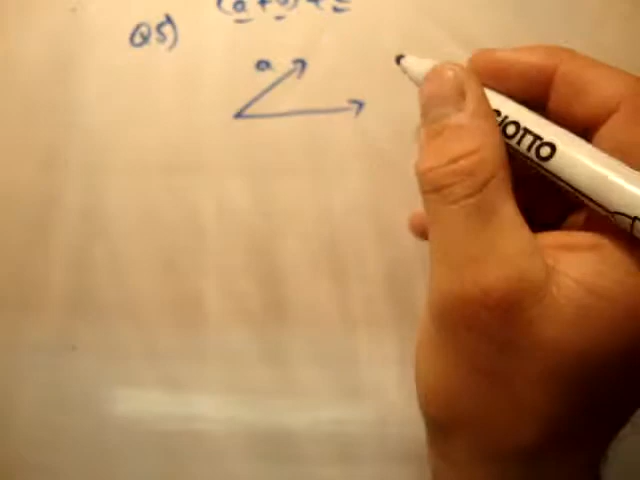 (a + b) + c
Q5)
a
GIOTTO